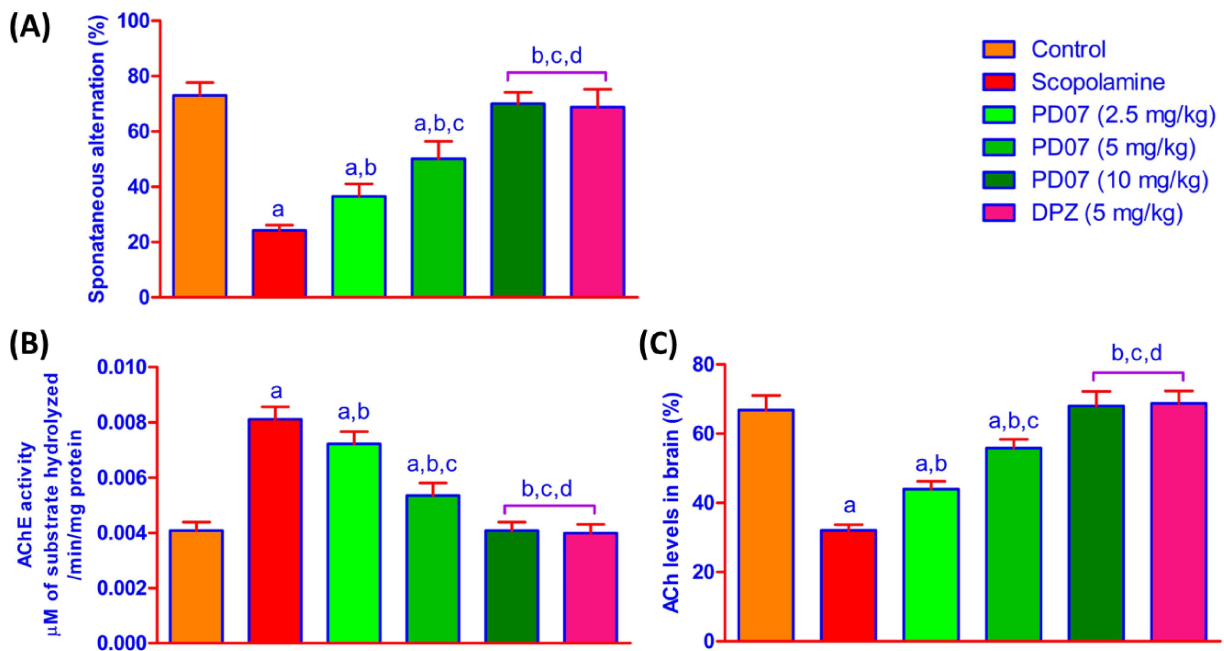 (A)
Sponataneous alternation (%)
100
80
60
40
20
0
a
a,b
a,b,c
b,c,d
Control
Scopolamine
PD07 (2.5 mg/kg)
PD07 (5 mg/kg)
PD07 (10 mg/kg)
DPZ (5 mg/kg)
(B)
AChE activity
μM of substrate hydrolyzed
/min/mg protein
0.010
0.008
0.006
0.004
0.002
0.000
a
a,b
a,b,c
b,c,d
(C)
ACh levels in brain (%)
80
60
40
20
0
a
a,b
a,b,c
b,c,d